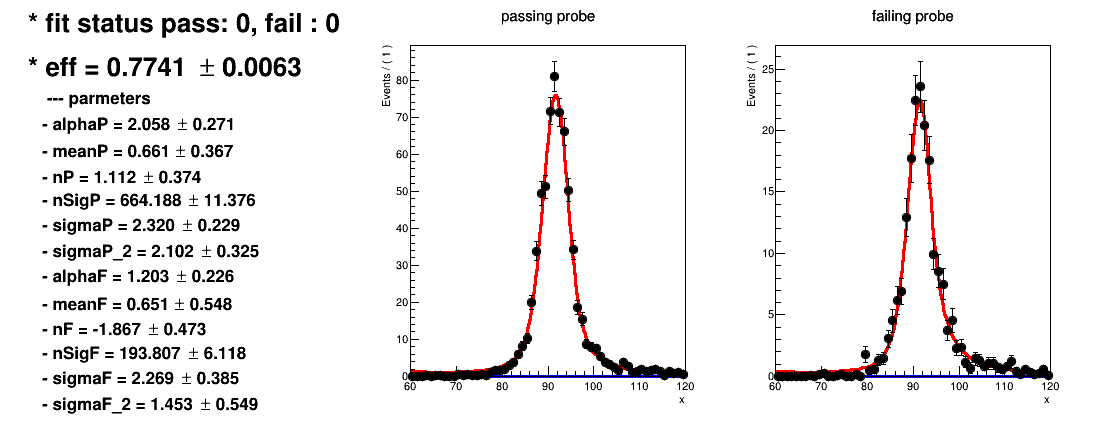 * fit status pass: 0, fail : 0
* eff = 0.7741 ± 0.0063
--- parmeters
- alphaP = 2.058 ± 0.271
- meanP = 0.661 ± 0.367
- nP = 1.112 ± 0.374
- nSigP = 664.188 ± 11.376
- sigmaP = 2.320 ± 0.229
- sigmaP_2 = 2.102 ± 0.325
- alphaF = 1.203 ± 0.226
- meanF = 0.651 ± 0.548
- nF = -1.867 ± 0.473
- nSigF = 193.807 ± 6.118
- sigmaF = 2.269 ± 0.385
- sigmaF_2 = 1.453 ± 0.549
passing probe
Events / ( 1 )
80
70
60
50
40
30
20
10
0
60 70 80 90 100 110 120
x
failing probe
Events / ( 1 )
25
20
15
10
5
0
60 70 80 90 100 110 120
x